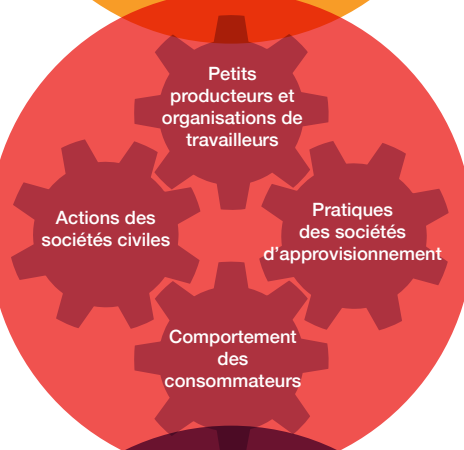 Petits
producteurs et
organisations de
travailleurs
Actions des
sociétés civiles
Pratiques
des sociétés
d’approvisionnement
Comportement
des
consommateurs